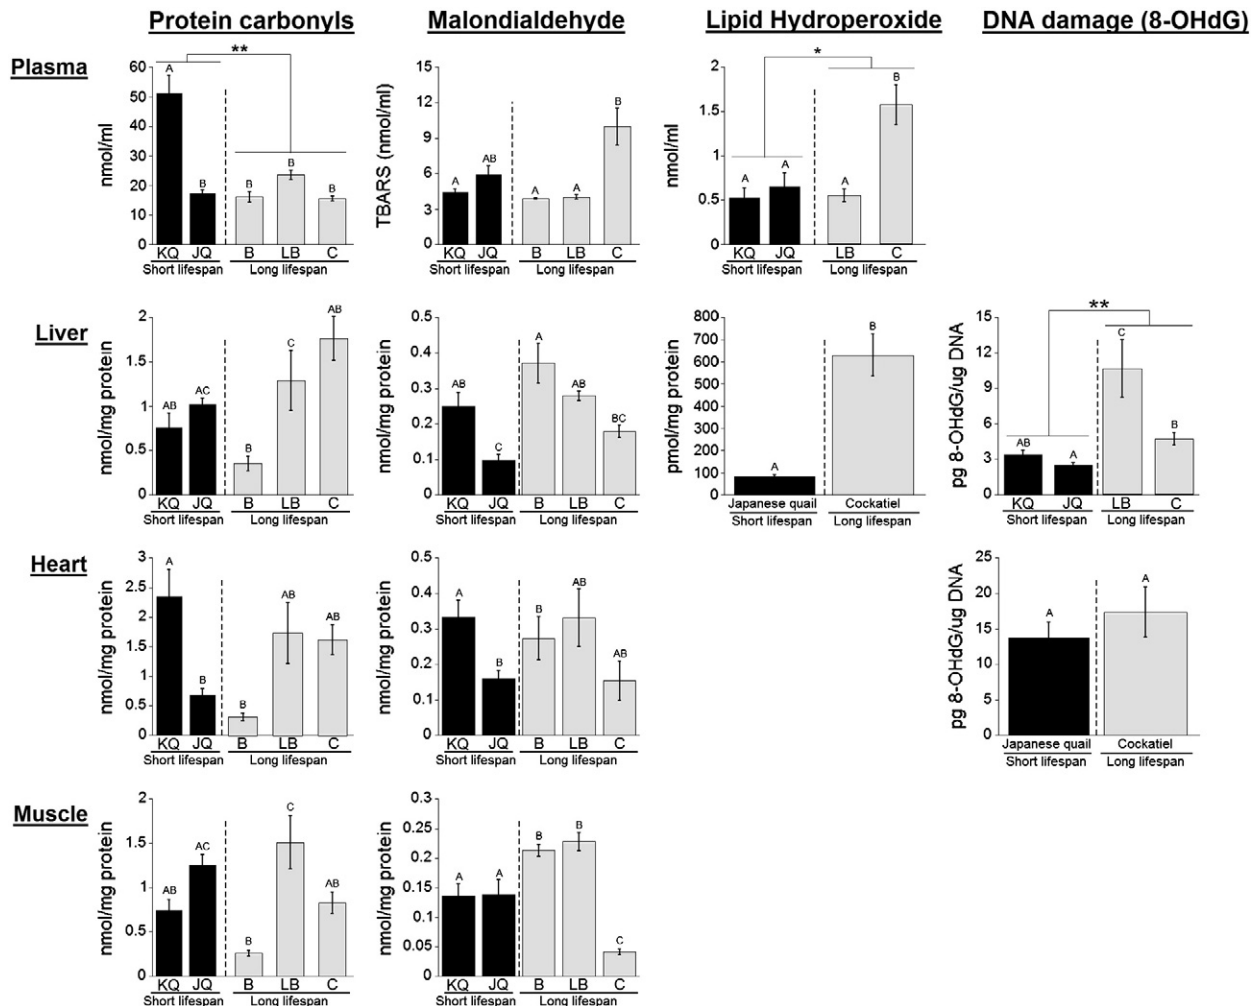 Protein carbonyls Malondialdehyde Lipid Hydroperoxide DNA damage (8-OHdG)
Plasma
nmol/ml
60
50
40
30
20
10
0
**
A
B
B
B
B
KQ JQ B LB C
Short lifespan Long lifespan
TBARS (nmol/ml)
15
12
9
6
3
0
A
AB
A
A
B
KQ JQ B LB C
Short lifespan Long lifespan
nmol/ml
2
1.5
1
0.5
0
*
A
A
A
B
KQ JQ LB C
Short lifespan Long lifespan
Liver
nmol/mg protein
2
1.5
1
0.5
0
AB
AC
B
C
AB
KQ JQ B LB C
Short lifespan Long lifespan
nmol/mg protein
0.5
0.4
0.3
0.2
0.1
0
AB
C
A
AB
BC
KQ JQ B LB C
Short lifespan Long lifespan
pmol/mg protein
800
700
600
500
400
300
200
100
0
A
B
Japanese quail Cockatiel
Short lifespan Long lifespan
pg 8-OHdG/ug DNA
15
12
9
6
3
0
**
AB
A
C
B
KQ JQ LB C
Short lifespan Long lifespan
Heart
nmol/mg protein
3
2.5
2
1.5
1
0.5
0
A
B
B
AB
AB
KQ JQ B LB C
Short lifespan Long lifespan
nmol/mg protein
0.5
0.4
0.3
0.2
0.1
0
A
B
B
AB
AB
KQ JQ B LB C
Short lifespan Long lifespan
pg 8-OHdG/ug DNA
25
20
15
10
5
0
A
A
Japanese quail Cockatiel
Short lifespan Long lifespan
Muscle
nmol/mg protein
2
1.5
1
0.5
0
AB
AC
B
C
AB
KQ JQ B LB C
Short lifespan Long lifespan
nmol/mg protein
0.3
0.25
0.2
0.15
0.1
0.05
0
A
A
B
B
C
KQ JQ B LB C
Short lifespan Long lifespan